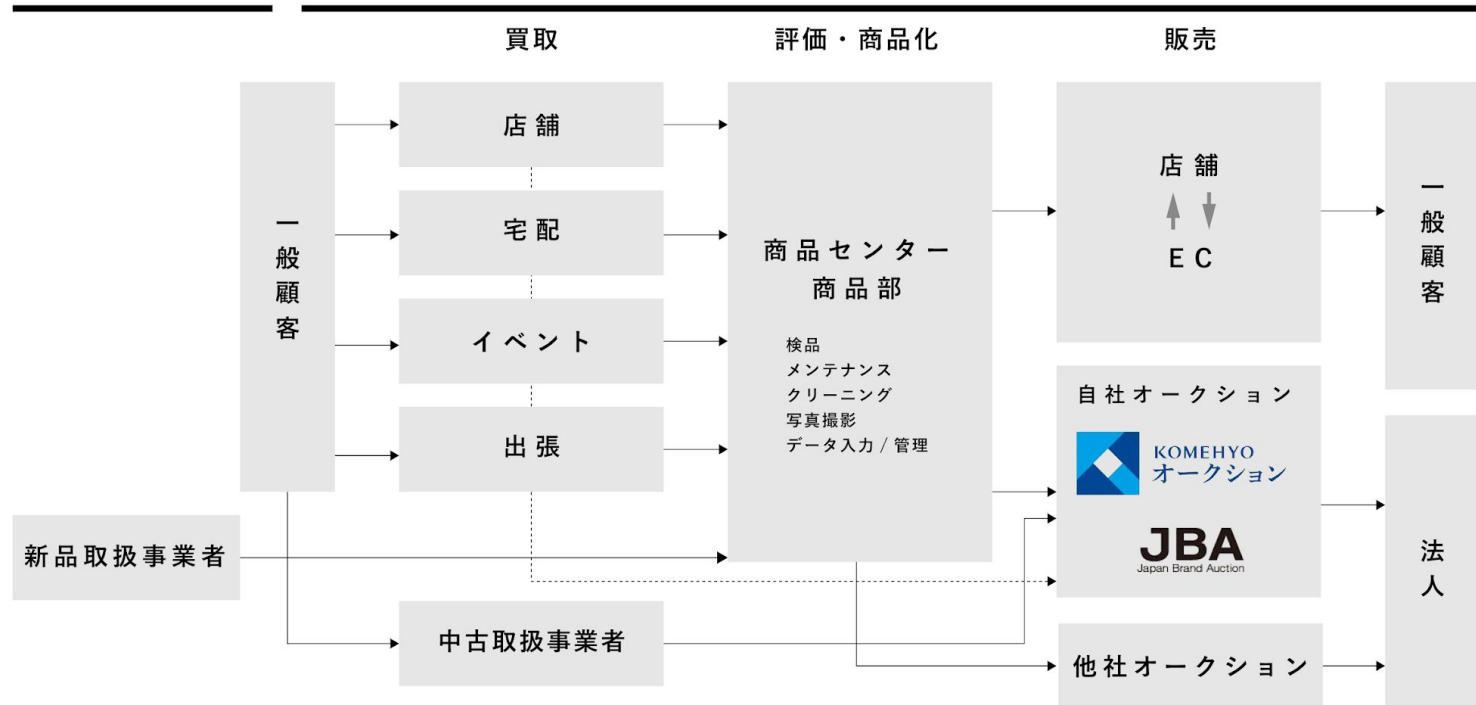 買取
評価・商品化
販売
一般顧客
新品取扱事業者
店舗
宅配
イベント
出張
中古取扱事業者
商品センター
商品部
検品
メンテナンス
クリーニング
写真撮影
データ入力 / 管理
店舗
EC
自社オークション
KOMEHYO
オークション
JBA
Japan Brand Auction
他社オークション
一般顧客
法人